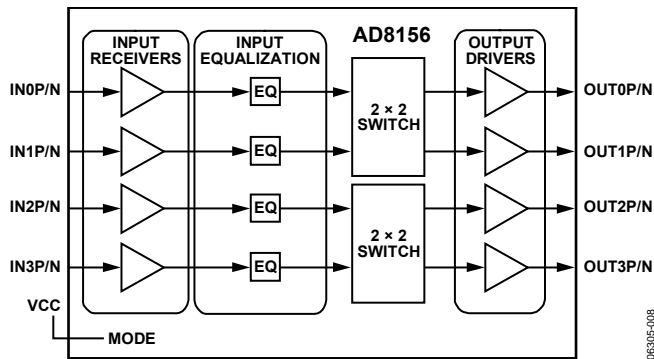 INPUT
RECEIVERS
INPUT
EQUALIZATION
AD8156
OUTPUT
DRIVERS
IN0P/N
EQ
OUT0P/N
2 × 2
SWITCH
IN1P/N
EQ
OUT1P/N
IN2P/N
EQ
OUT2P/N
2 × 2
SWITCH
IN3P/N
EQ
OUT3P/N
VCC
MODE
06305-008